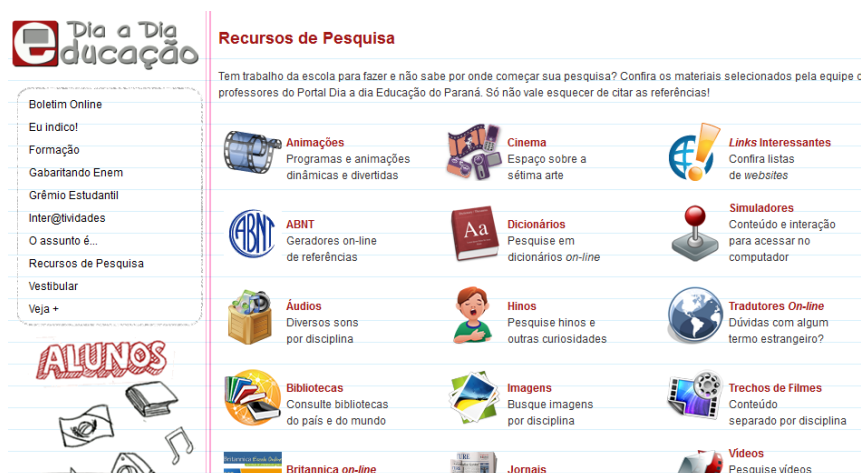 Dia a Dia
educação
Boletim Online
Eu indico!
Formação
Gabaritando Enem
Grêmio Estudantil
Inter@tividades
O assunto é...
Recursos de Pesquisa
Vestibular
Veja +
ALUNOS
Recursos de Pesquisa
Tem trabalho da escola para fazer e não sabe por onde começar sua pesquisa? Confira os materiais selecionados pela equipe
professores do Portal Dia a dia Educação do Paraná. Só não vale esquecer de citar as referências!
Animações
Programas e animações
dinâmicas e divertidas
Cinema
Espaço sobre a
sétima arte
Links Interessantes
Confira listas
de websites
ABNT
ABNT
Geradores on-line
de referências
Aa
Dicionários
Pesquise em
dicionários on-line
Simuladores
Conteúdo e interação
para acessar no
computador
Áudios
Diversos sons
por disciplina
Hinos
Pesquise hinos e
outras curiosidades
Tradutores On-line
Dúvidas com algum
termo estrangeiro?
Bibliotecas
Consulte bibliotecas
do país e do mundo
Imagens
Busque imagens
por disciplina
Trechos de Filmes
Conteúdo
separado por disciplina
Britannica on-line
Jornais
Vídeos
Pesquise vídeos